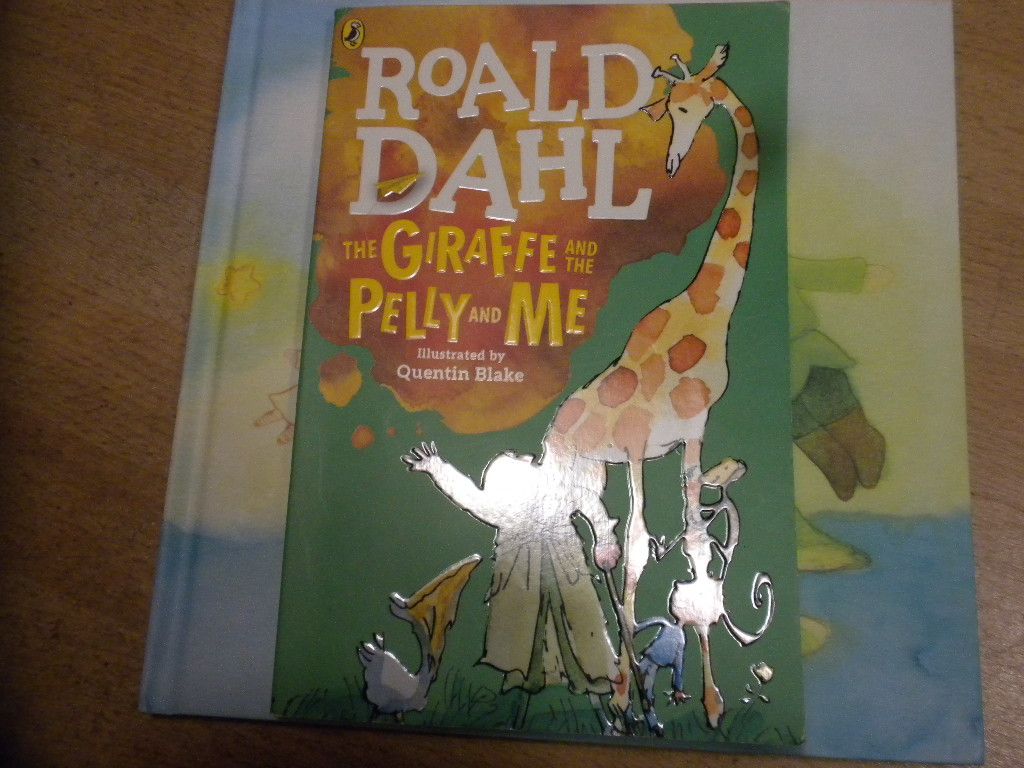 ROALD
DAHL
THE GIRAFFE AND THE
PELLY AND ME
Illustrated by
Quentin Blake